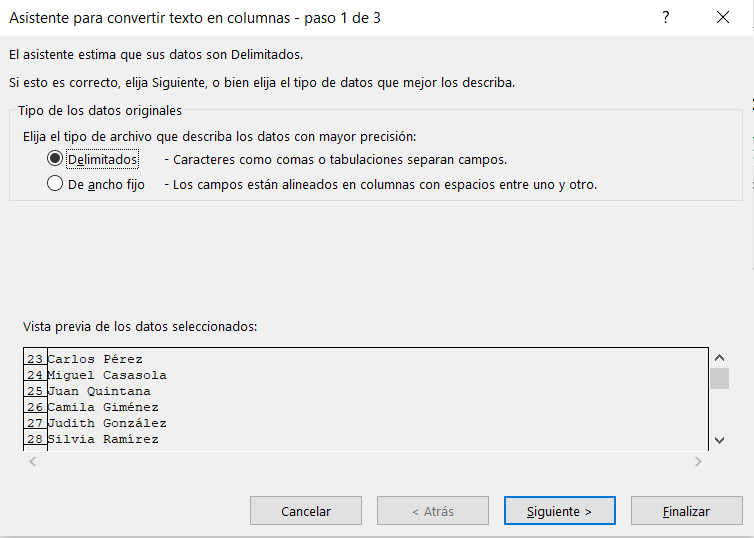 Asistente para convertir texto en columnas - paso 1 de 3 ?
El asistente estima que sus datos son Delimitados.
Si esto es correcto, elija Siguiente, o bien elija el tipo de datos que mejor los describa.
Tipo de los datos originales
Elija el tipo de archivo que describa los datos con mayor precisión:
Delimitados - Caracteres como comas o tabulaciones separan campos.
De ancho fijo - Los campos están alineados en columnas con espacios entre uno y otro.
Vista previa de los datos seleccionados:
23 Carlos Pérez
24 Miguel Casasola
25 Juan Quintana
26 Camila Giménez
27 Judith González
28 Silvia Ramírez
Cancelar < Atrás Siguiente > Finalizar